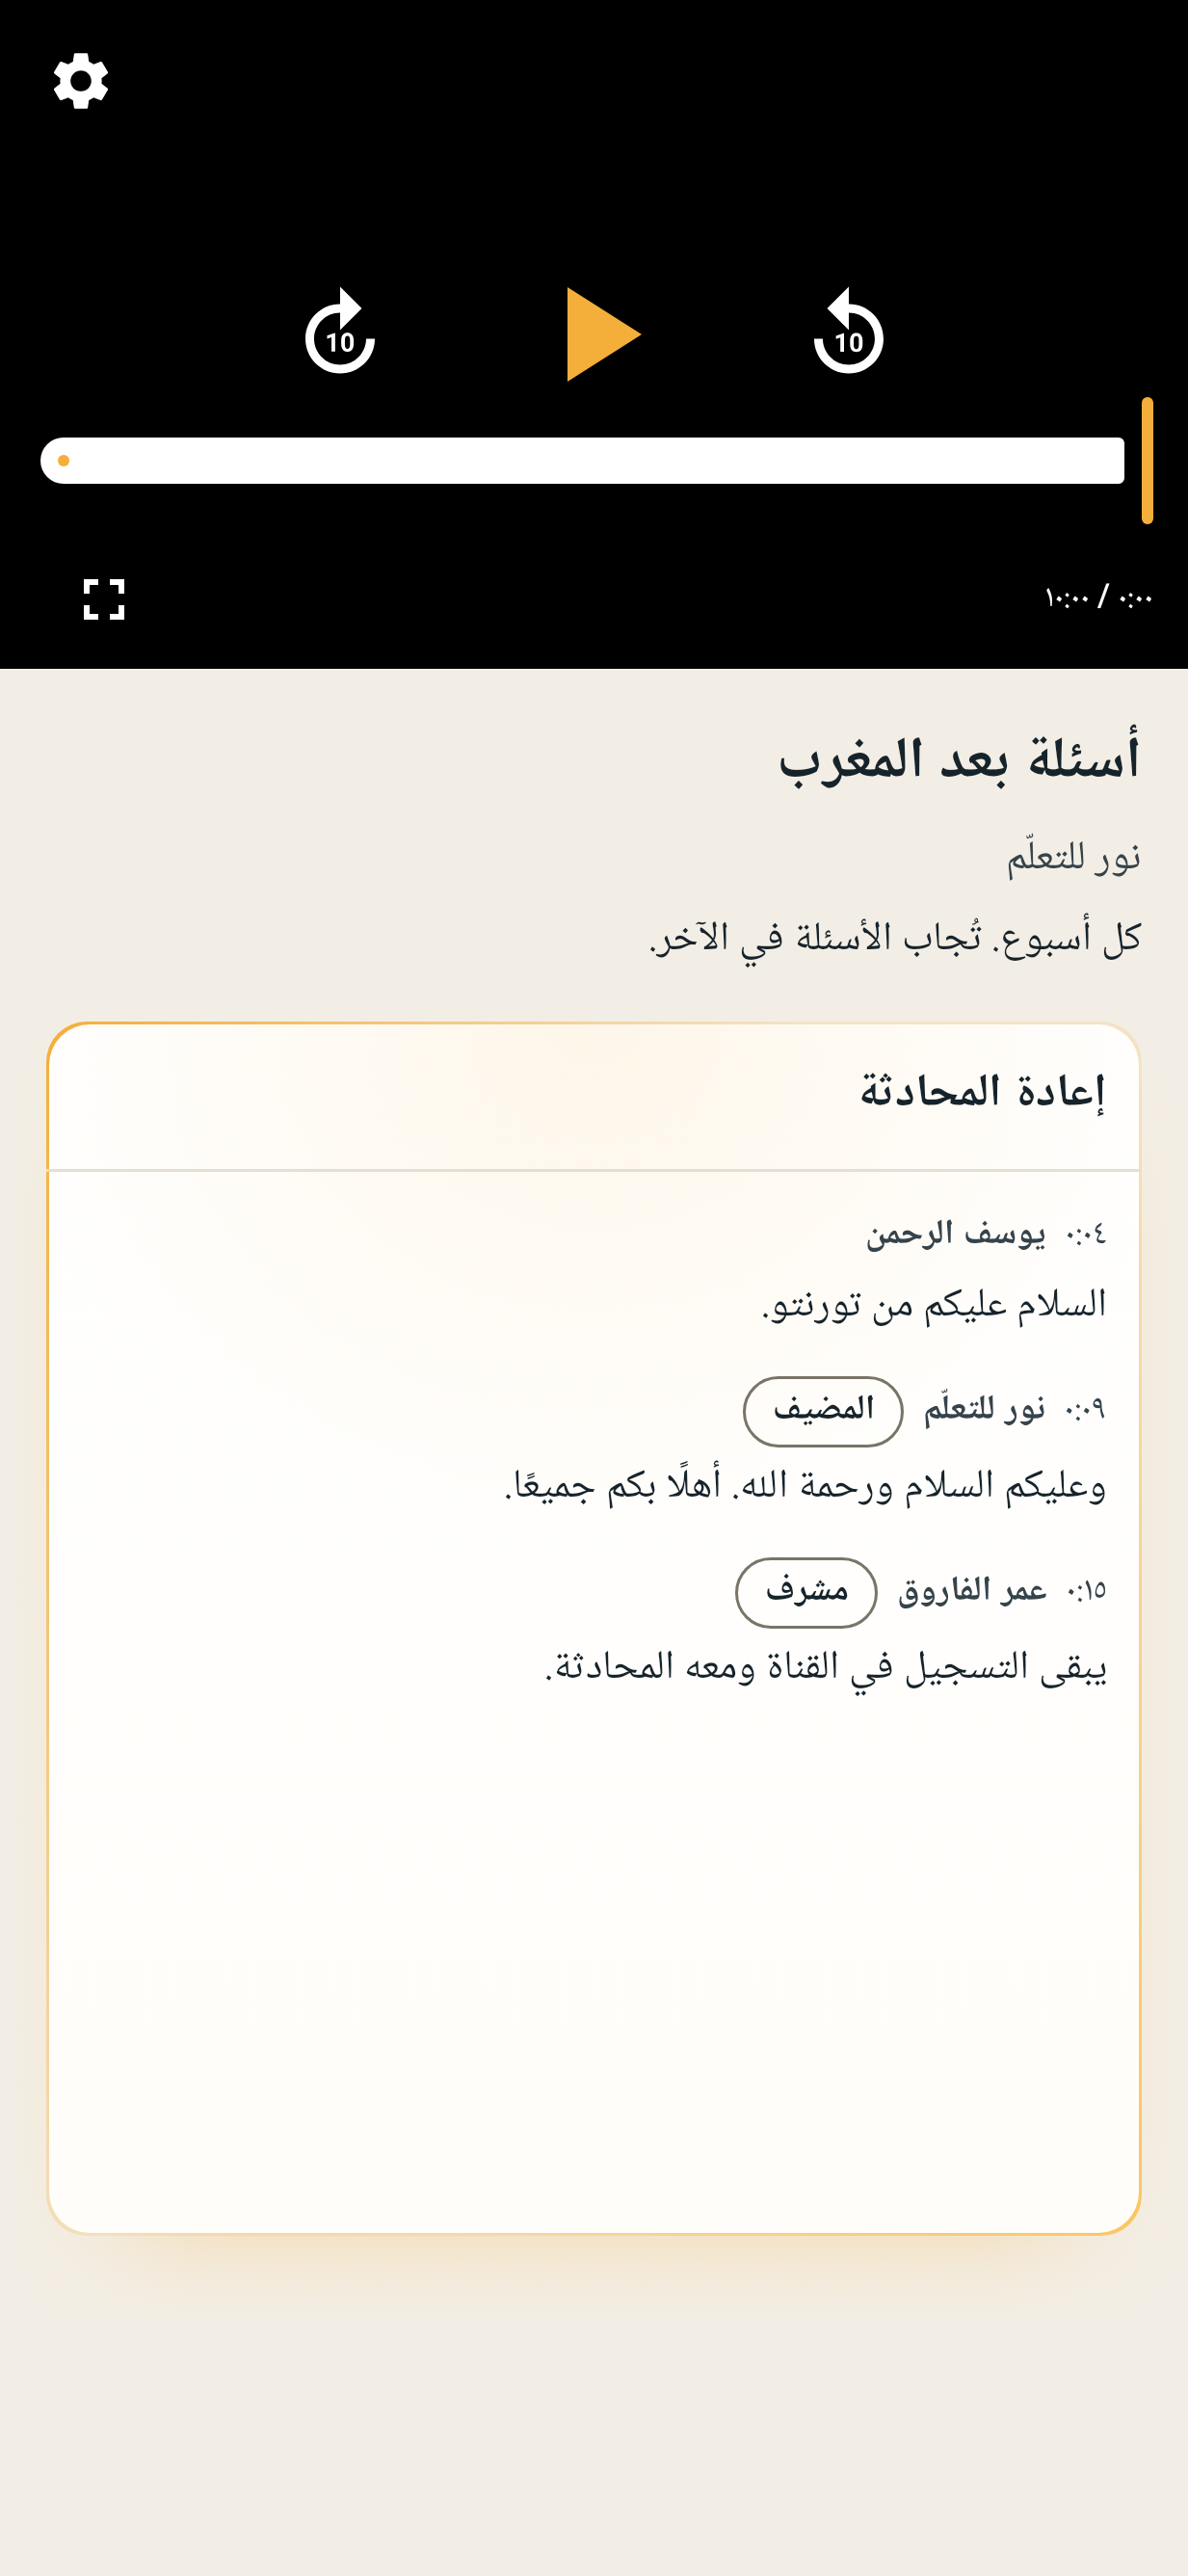 10
10
٠:٠٠ / ١٠:٠٠
أسئلة بعد المغرب
نور للتعلّم
كل أسبوع. تُجاب الأسئلة في الآخر.
إعادة المحادثة
٠:٠٤ يوسف الرحمن
السلام عليكم من تورنتو.
٠:٠٩ نور للتعلّم المضيف
وعليكم السلام ورحمة الله. أهلًا بكم جميعًا.
٠:١٥ عمر الفاروق مشرف
يبقى التسجيل في القناة ومعه المحادثة.